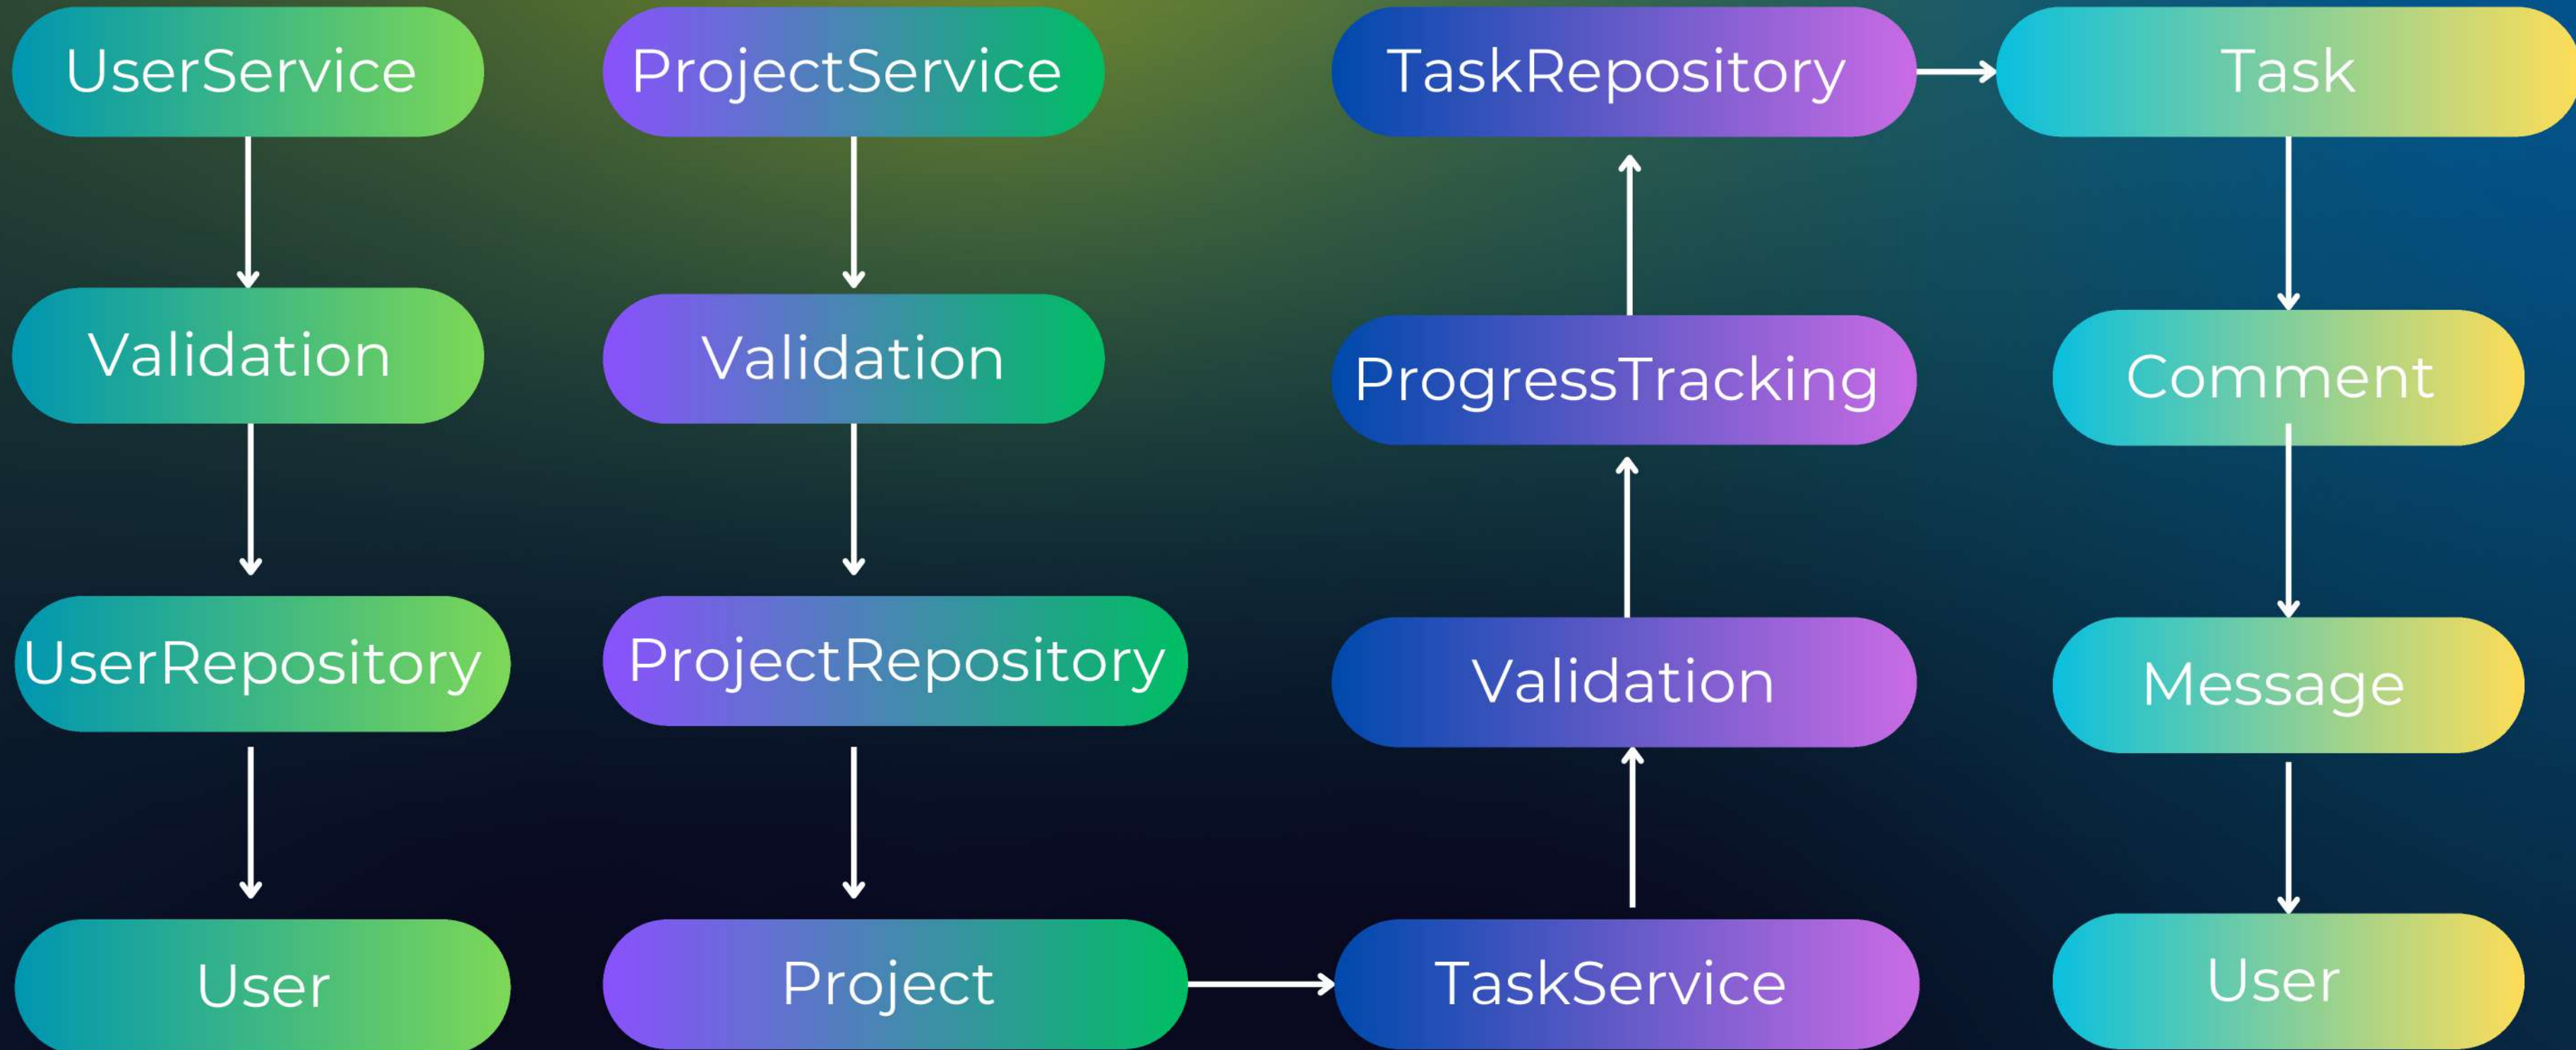 UserService
Validation
UserRepository
User
ProjectService
Validation
ProjectRepository
Project
TaskService
Validation
ProgressTracking
TaskRepository
Task
Comment
Message
User